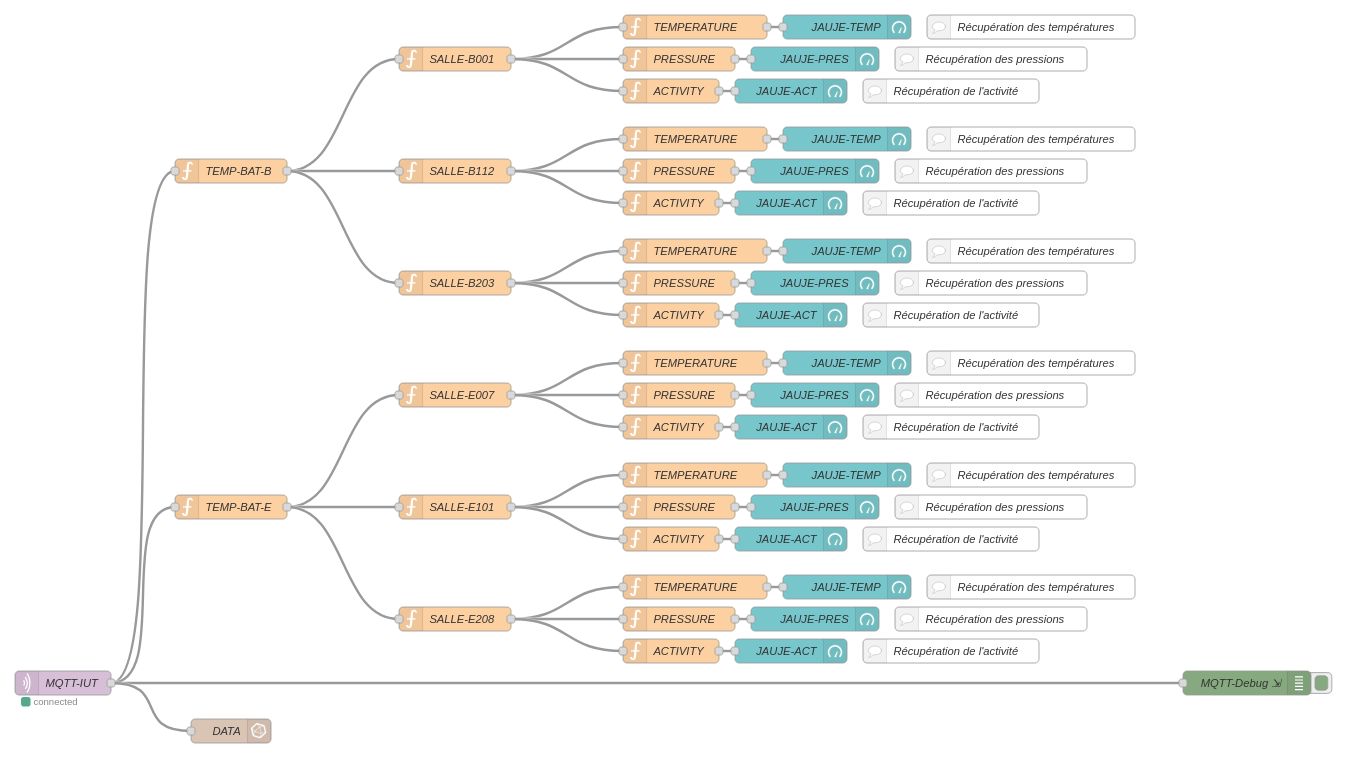 TEMPERATURE JAUJE-TEMP Récupération des températures
SALLE-B001 PRESSURE JAUJE-PRES Récupération des pressions
ACTIVITY JAUJE-ACT Récupération de l'activité
TEMPERATURE JAUJE-TEMP Récupération des températures
TEMP-BAT-B SALLE-B112 PRESSURE JAUJE-PRES Récupération des pressions
ACTIVITY JAUJE-ACT Récupération de l'activité
TEMPERATURE JAUJE-TEMP Récupération des températures
SALLE-B203 PRESSURE JAUJE-PRES Récupération des pressions
ACTIVITY JAUJE-ACT Récupération de l'activité
TEMPERATURE JAUJE-TEMP Récupération des températures
SALLE-E007 PRESSURE JAUJE-PRES Récupération des pressions
ACTIVITY JAUJE-ACT Récupération de l'activité
TEMPERATURE JAUJE-TEMP Récupération des températures
TEMP-BAT-E SALLE-E101 PRESSURE JAUJE-PRES Récupération des pressions
ACTIVITY JAUJE-ACT Récupération de l'activité
TEMPERATURE JAUJE-TEMP Récupération des températures
SALLE-E208 PRESSURE JAUJE-PRES Récupération des pressions
ACTIVITY JAUJE-ACT Récupération de l'activité
MQTT-IUT MQTT-Debug
connected
DATA